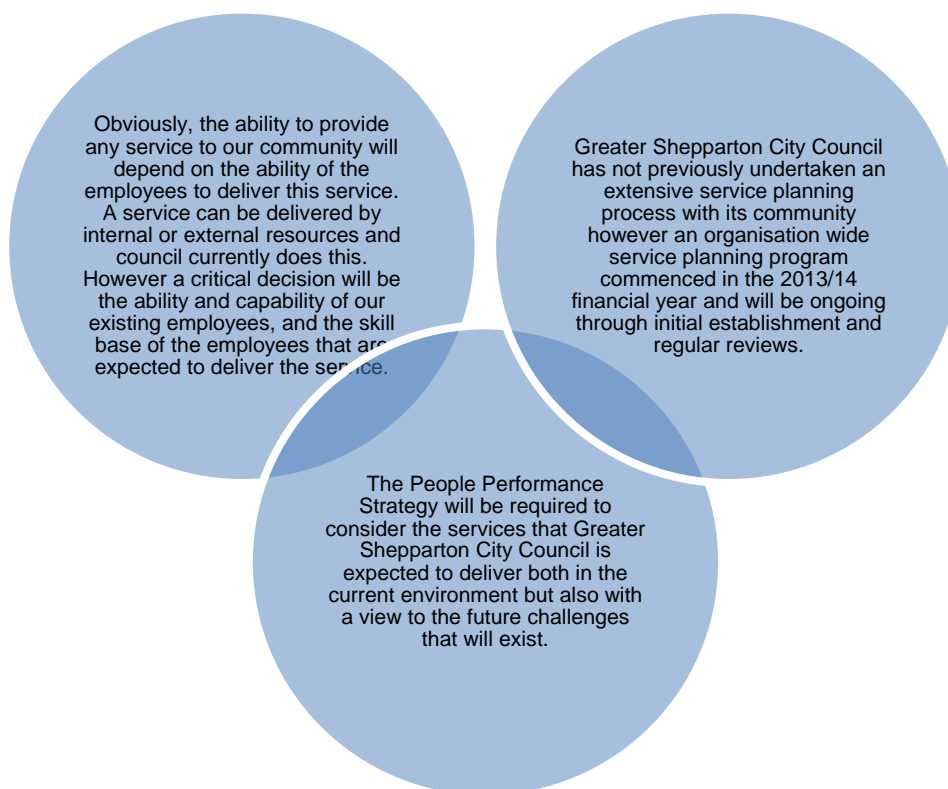 Obviously, the ability to provide
any service to our community will
depend on the ability of the
employees to deliver this service.
A service can be delivered by
internal or external resources and
council currently does this.
However a critical decision will be
the ability and capability of our
existing employees, and the skill
base of the employees that are
expected to deliver the service.
Greater Shepparton City Council
has not previously undertaken an
extensive service planning
process with its community
however an organisation wide
service planning program
commenced in the 2013/14
financial year and will be ongoing
through initial establishment and
regular reviews.
The People Performance
Strategy will be required to
consider the services that Greater
Shepparton City Council is
expected to deliver both in the
current environment but also with
a view to the future challenges
that will exist.